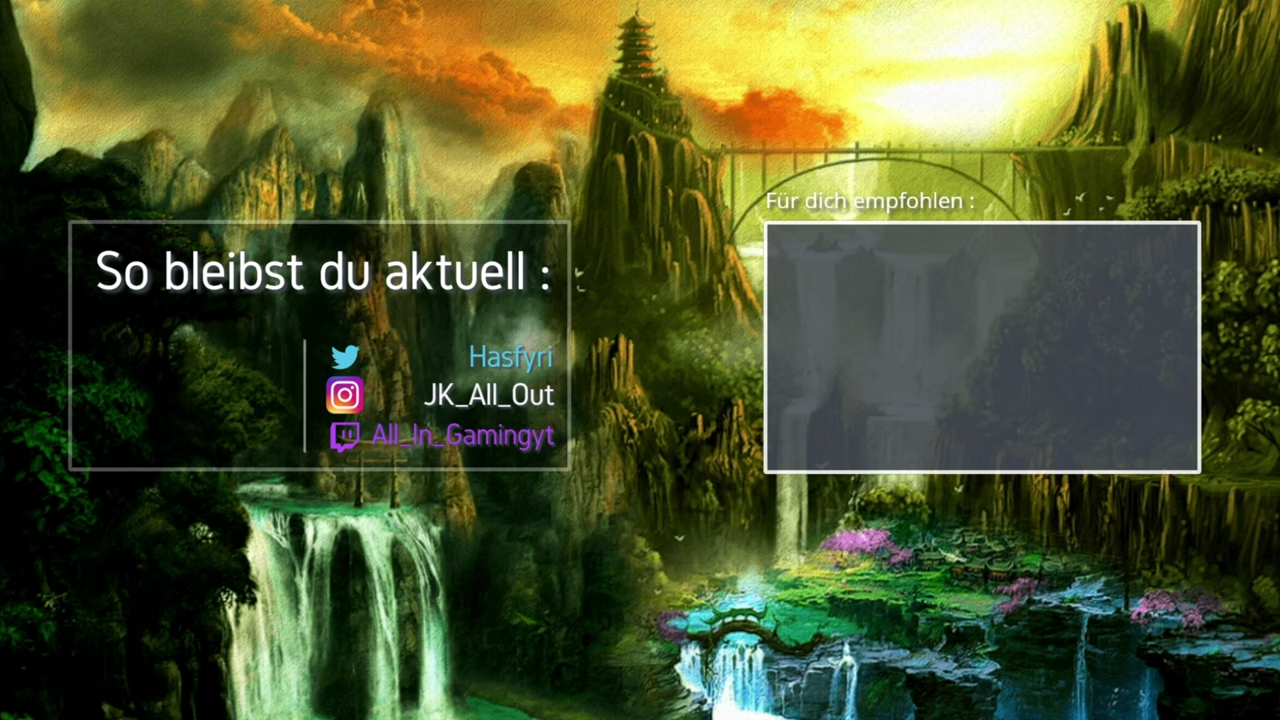 So bleibst du aktuell :
Hasfyri
JK_All_Out
All_In_Gamingyt
Für dich empfohlen :